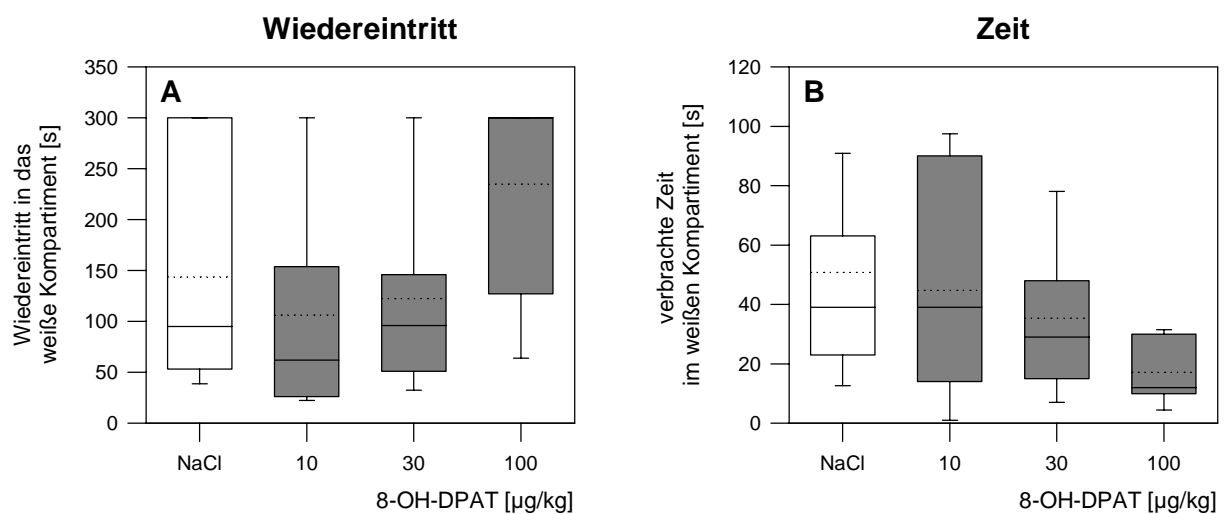 Wiedereintritt
A
Wiedereintritt in das
weiße Kompartiment [s]
350
300
250
200
150
100
50
0
NaCl 10 30 100
8-OH-DPAT [µg/kg]
Zeit
B
verbrachte Zeit
im weißen Kompartiment [s]
120
100
80
60
40
20
0
NaCl 10 30 100
8-OH-DPAT [µg/kg]